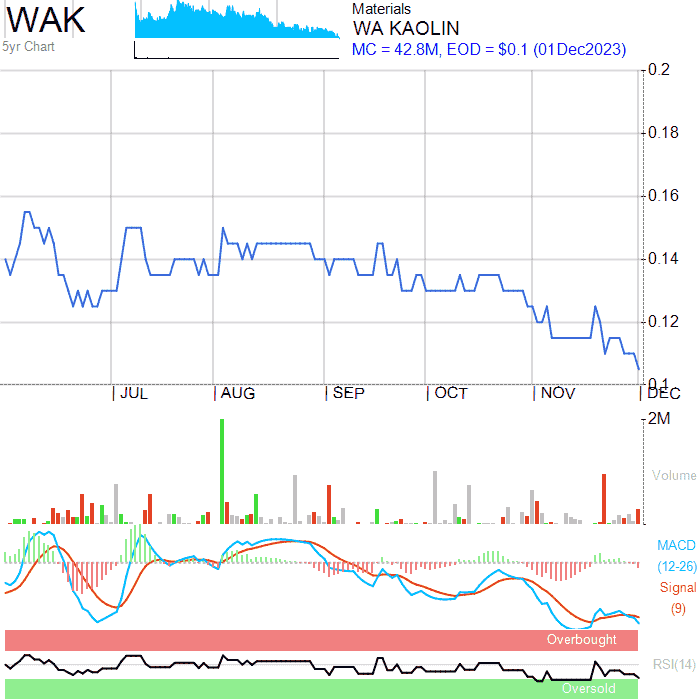 WAK
5yr Chart
Materials
WA KAOLIN
MC = 42.8M, EOD = $0.1 (01Dec2023)
0.2
0.18
0.16
0.14
0.12
0.1
JUL AUG SEP OCT NOV DEC
2M
Volume
MACD
(12-26)
Signal
(9)
Overbought
RSI(14)
Oversold